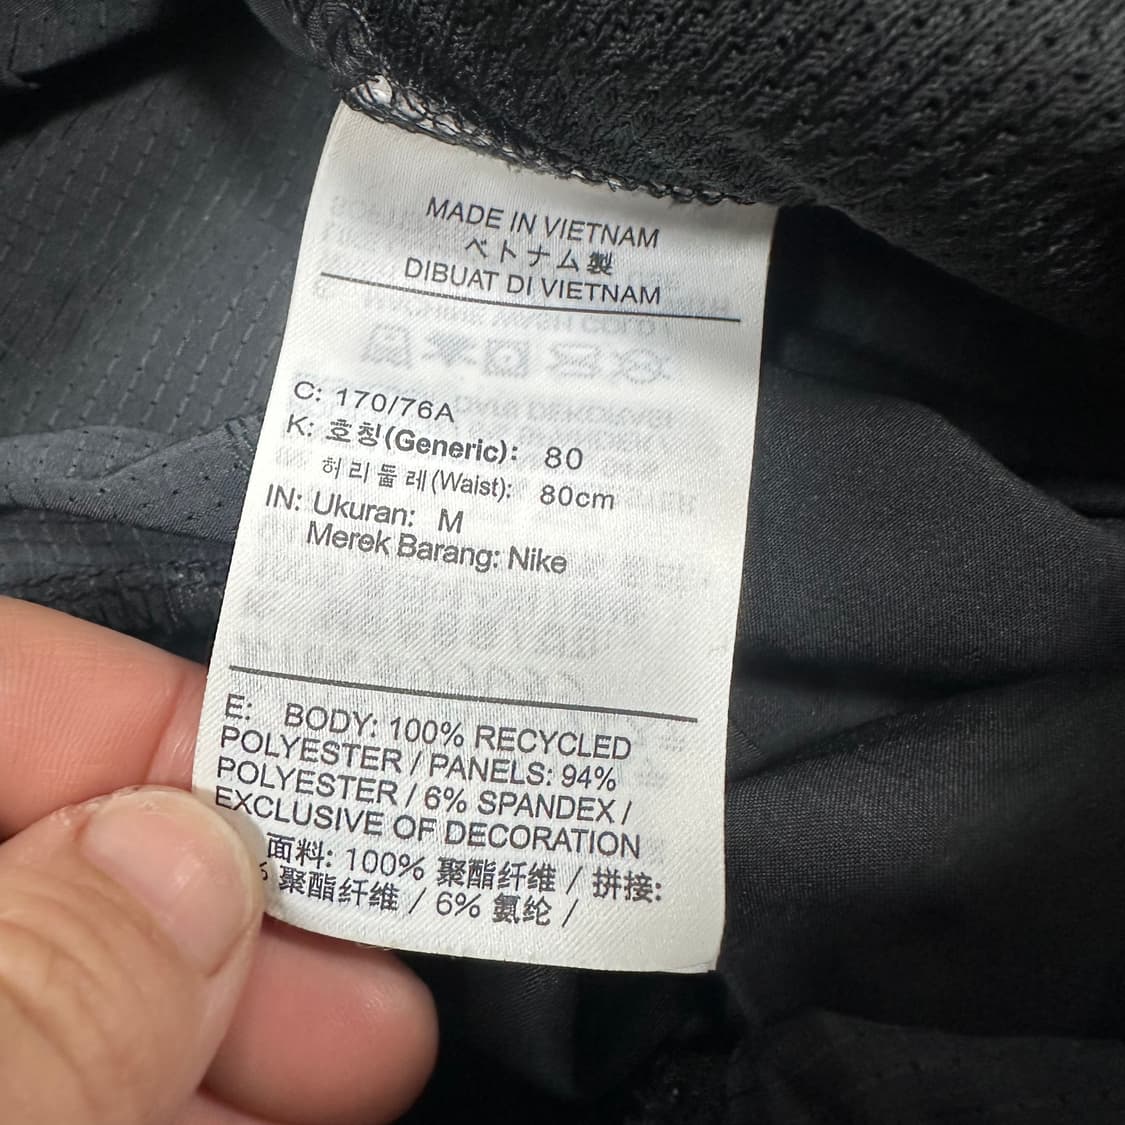 MADE IN VIETNAM
ベトナム製
DIBUAT DI VIETNAM
C: 170/76A
K: 호칭(Generic): 80
허리둘레(Waist): 80cm
IN: Ukuran: M
Merek Barang: Nike
E: BODY: 100% RECYCLED
POLYESTER / PANELS: 94%
POLYESTER / 6% SPANDEX /
EXCLUSIVE OF DECORATION
面料: 100% 聚酯纤维 / 拼接:
聚酯纤维 / 6% 氨纶 /